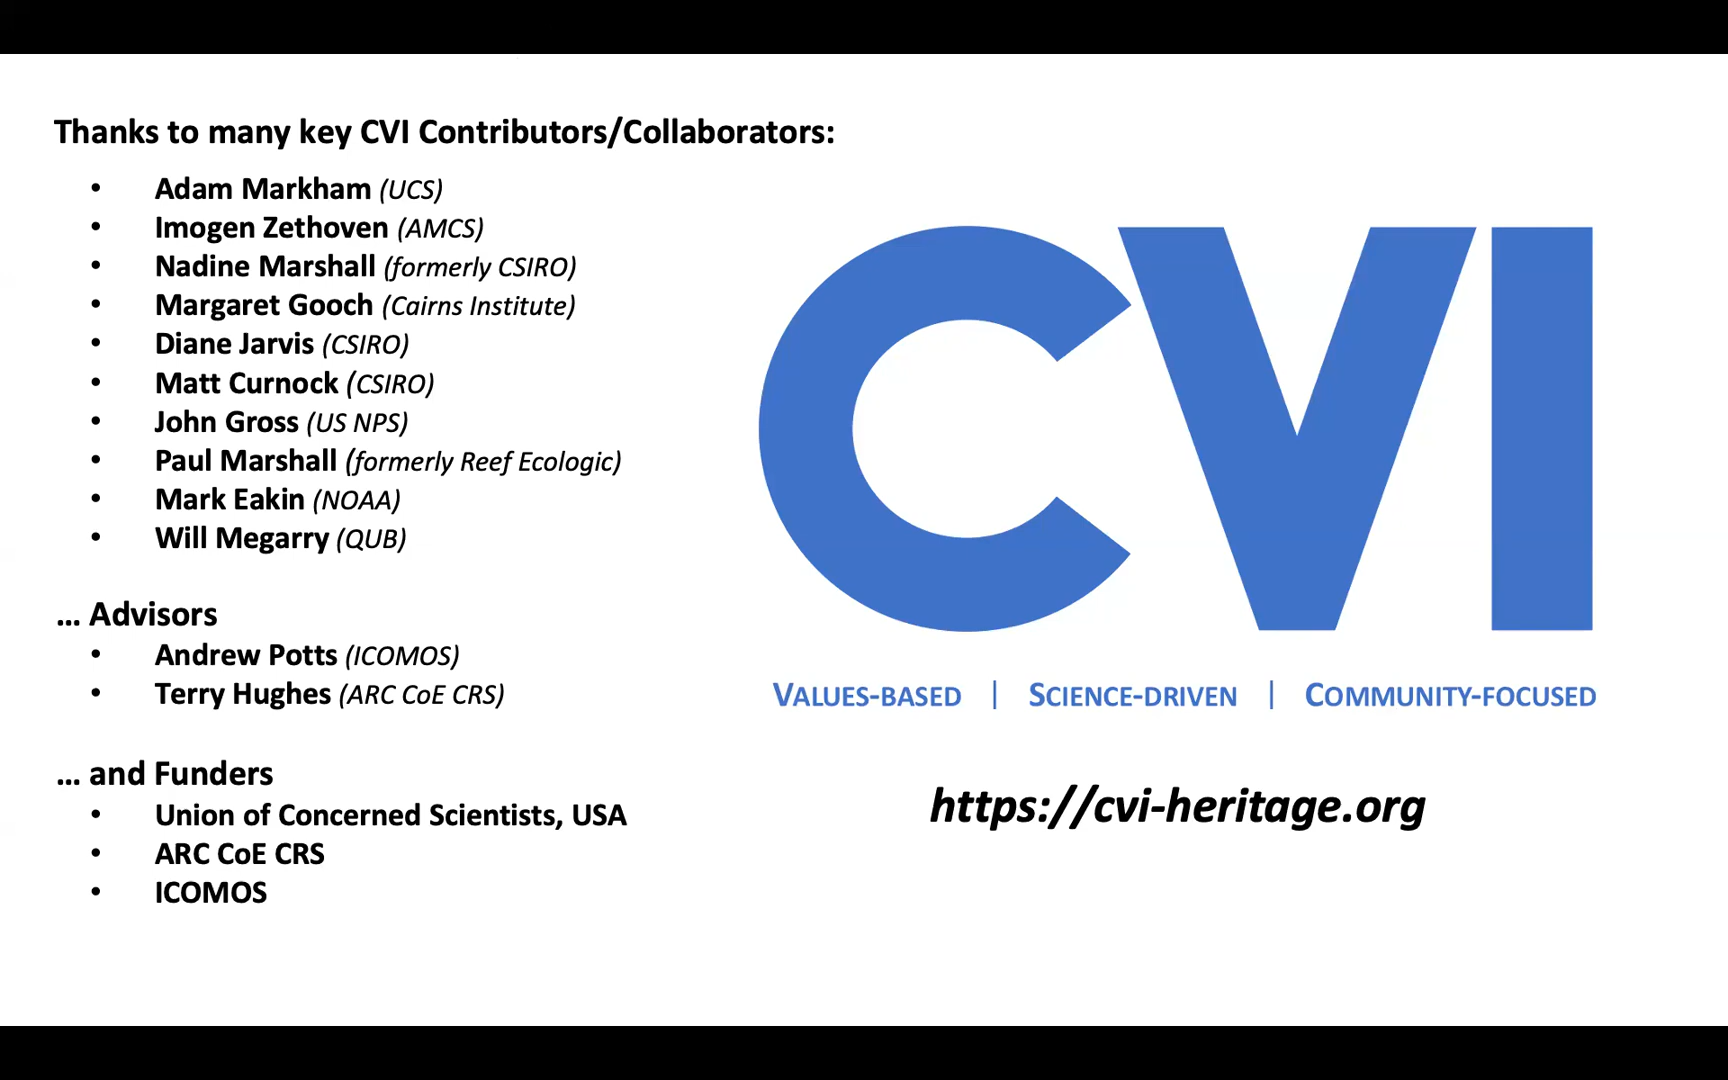 Thanks to many key CVI Contributors/Collaborators:
• Adam Markham (UCS)
• Imogen Zethoven (AMCS)
• Nadine Marshall (formerly CSIRO)
• Margaret Gooch (Cairns Institute)
• Diane Jarvis (CSIRO)
• Matt Curnock (CSIRO)
• John Gross (US NPS)
• Paul Marshall (formerly Reef Ecologic)
• Mark Eakin (NOAA)
• Will Megarry (QUB)
... Advisors
• Andrew Potts (ICOMOS)
• Terry Hughes (ARC CoE CRS)
... and Funders
• Union of Concerned Scientists, USA
• ARC CoE CRS
• ICOMOS
CVI
VALUES-BASED | SCIENCE-DRIVEN | COMMUNITY-FOCUSED
https://cvi-heritage.org